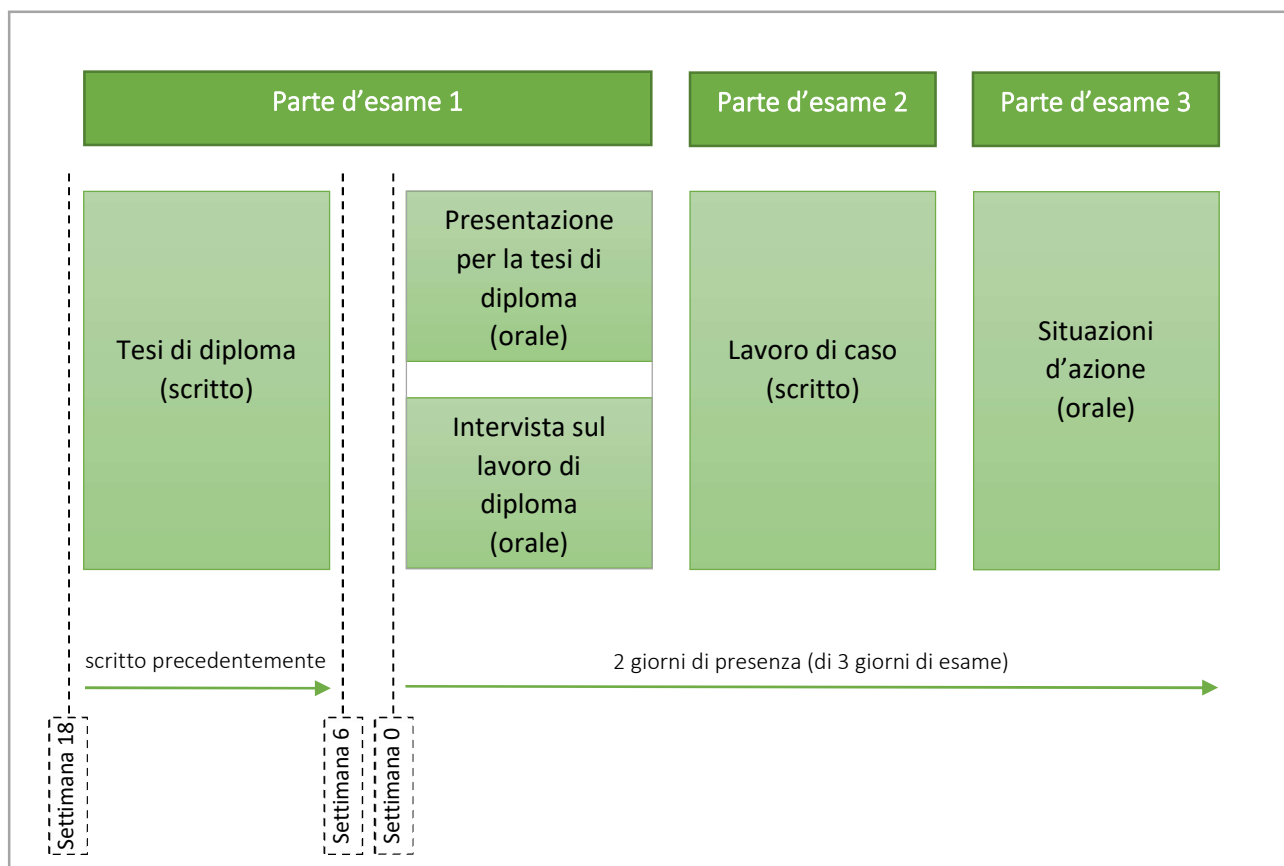 Parte d’esame 1
Parte d’esame 2
Parte d’esame 3
Tesi di diploma
(scritto)
Presentazione
per la tesi di
diploma
(orale)
Intervista sul
lavoro di
diploma
(orale)
Lavoro di caso
(scritto)
Situazioni
d’azione
(orale)
scritto precedentemente
2 giorni di presenza (di 3 giorni di esame)
Settimana 18
Settimana 6
Settimana 0